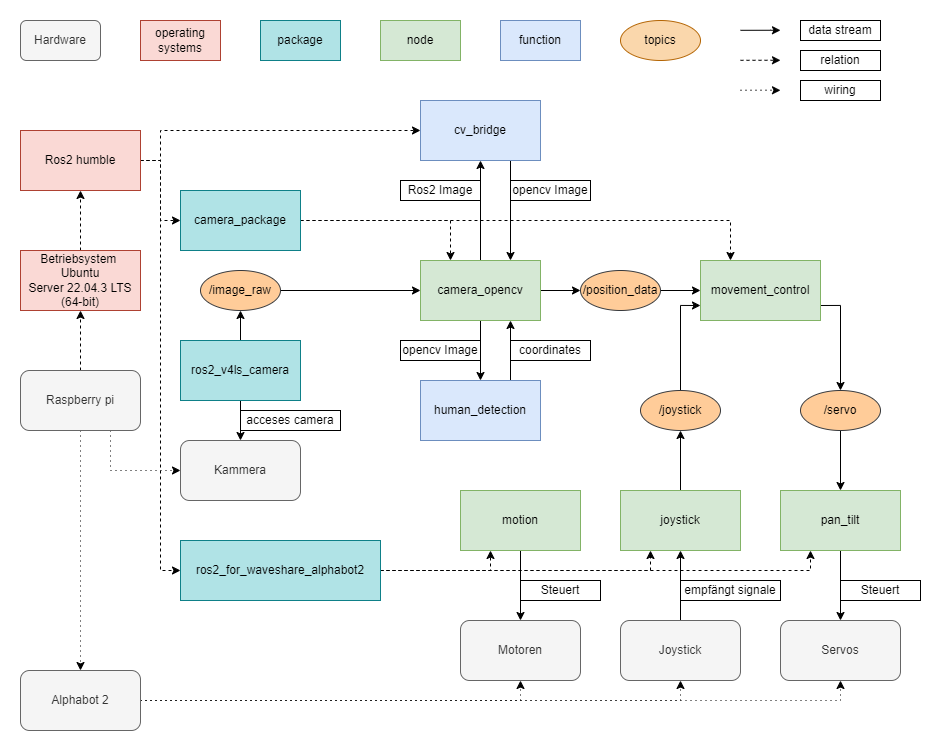 Hardware
operating
systems
package
node
function
topics
data stream
relation
wiring
cv_bridge
Ros2 humble
Ros2 Image
opencv Image
camera_package
Betriebsystem
Ubuntu
Server 22.04.3 LTS
(64-bit)
/image_raw
camera_opencv
/position_data
movement_control
opencv Image
coordinates
ros2_v4ls_camera
Raspberry pi
human_detection
/joystick
/servo
acceses camera
Kammera
motion
joystick
pan_tilt
ros2_for_waveshare_alphabot2
Steuert
empfängt signale
Steuert
Motoren
Joystick
Servos
Alphabot 2